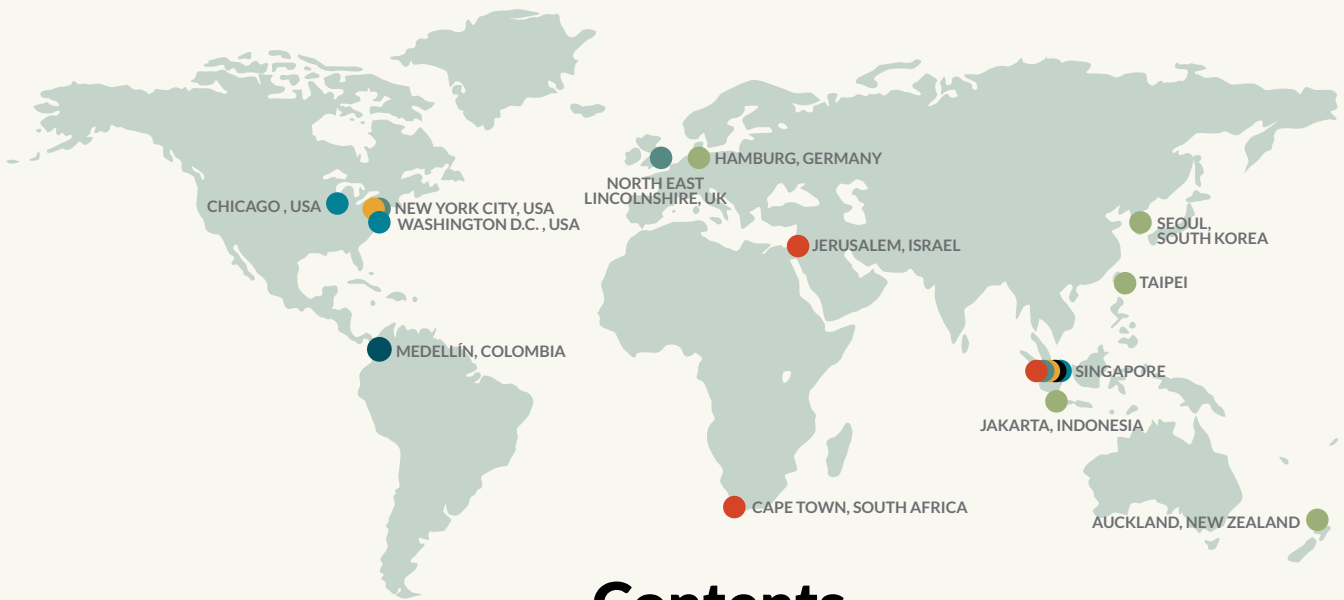 HAMBURG, GERMANY
NORTH EAST
LINCOLNSHIRE, UK
CHICAGO , USA
NEW YORK CITY, USA
WASHINGTON D.C. , USA
SEOUL,
SOUTH KOREA
JERUSALEM, ISRAEL
TAIPEI
MEDELLÍN, COLOMBIA
SINGAPORE
JAKARTA, INDONESIA
CAPE TOWN, SOUTH AFRICA
AUCKLAND, NEW ZEALAND
Contents